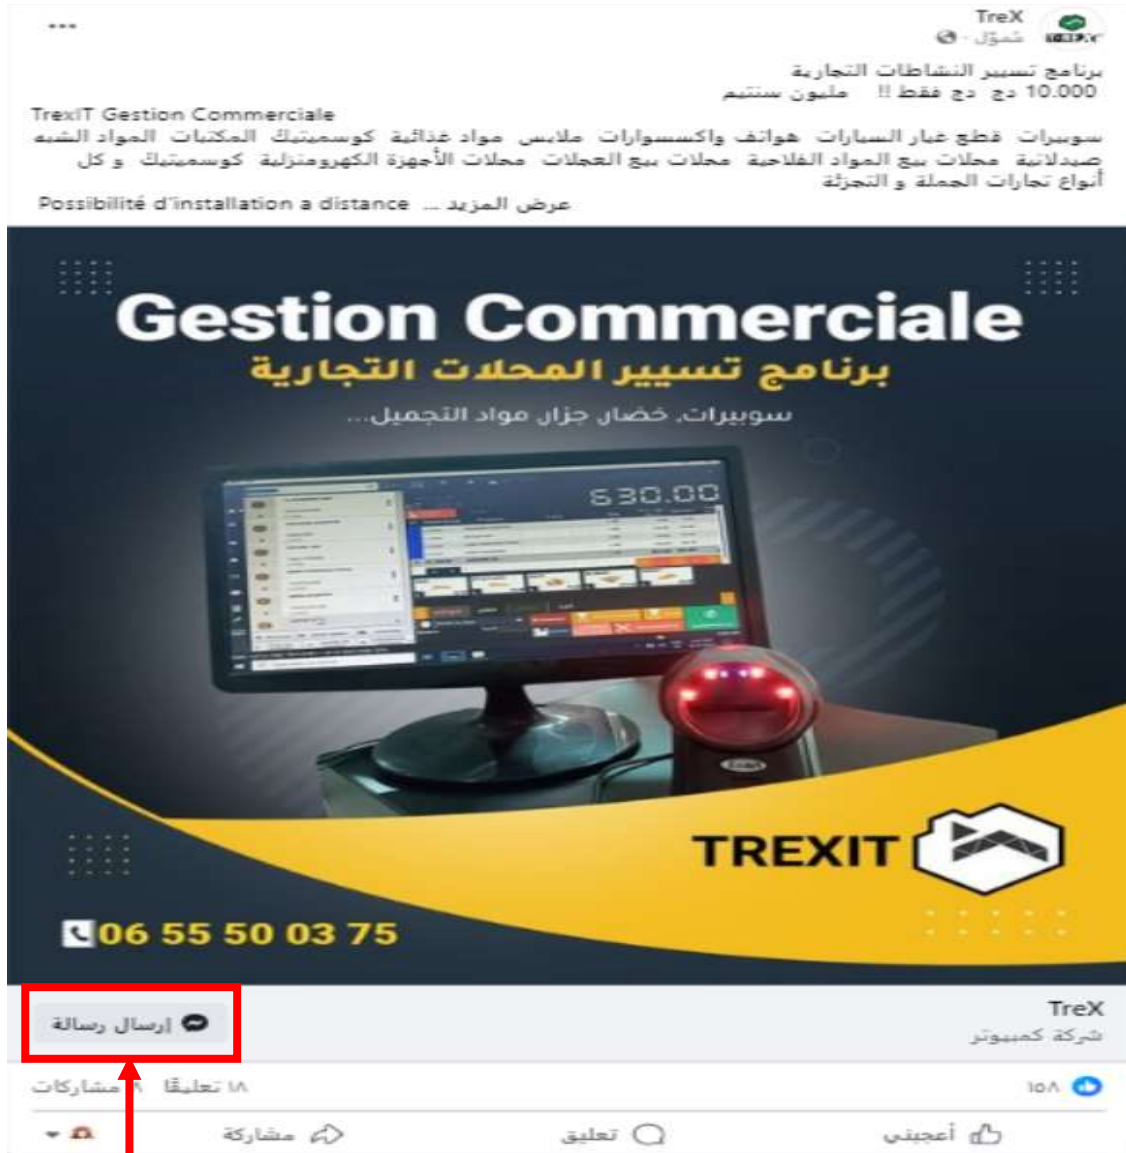 TreX
مُموّل
برنامج تسيير النشاطات التجارية
10.000 دج دج فقط !! مليون سنتيم
TrexIT Gestion Commerciale
سوبيرات قطع غيار السيارات هواتف واكسسوارات ملابس مواد غذائية كوسميتيك المكتبات المواد الشبه
صيدلانية محلات بيع المواد الفلاحية محلات بيع العجلات محلات الأجهزة الكهرومنزلية كوسميتيك و كل
أنواع تجارات الجملة و التجزئة
Possibilité d'installation a distance ... عرض المزيد
Gestion Commerciale
برنامج تسيير المحلات التجارية
سوبيرات, خضار, جزار, مواد التجميل...
630.00
TREXIT
06 55 50 03 75
TreX
شركة كمبيوتر
إرسال رسالة
١٥٨
١٨ تعليقًا
مشاركات
أعجبني
تعليق
مشاركة